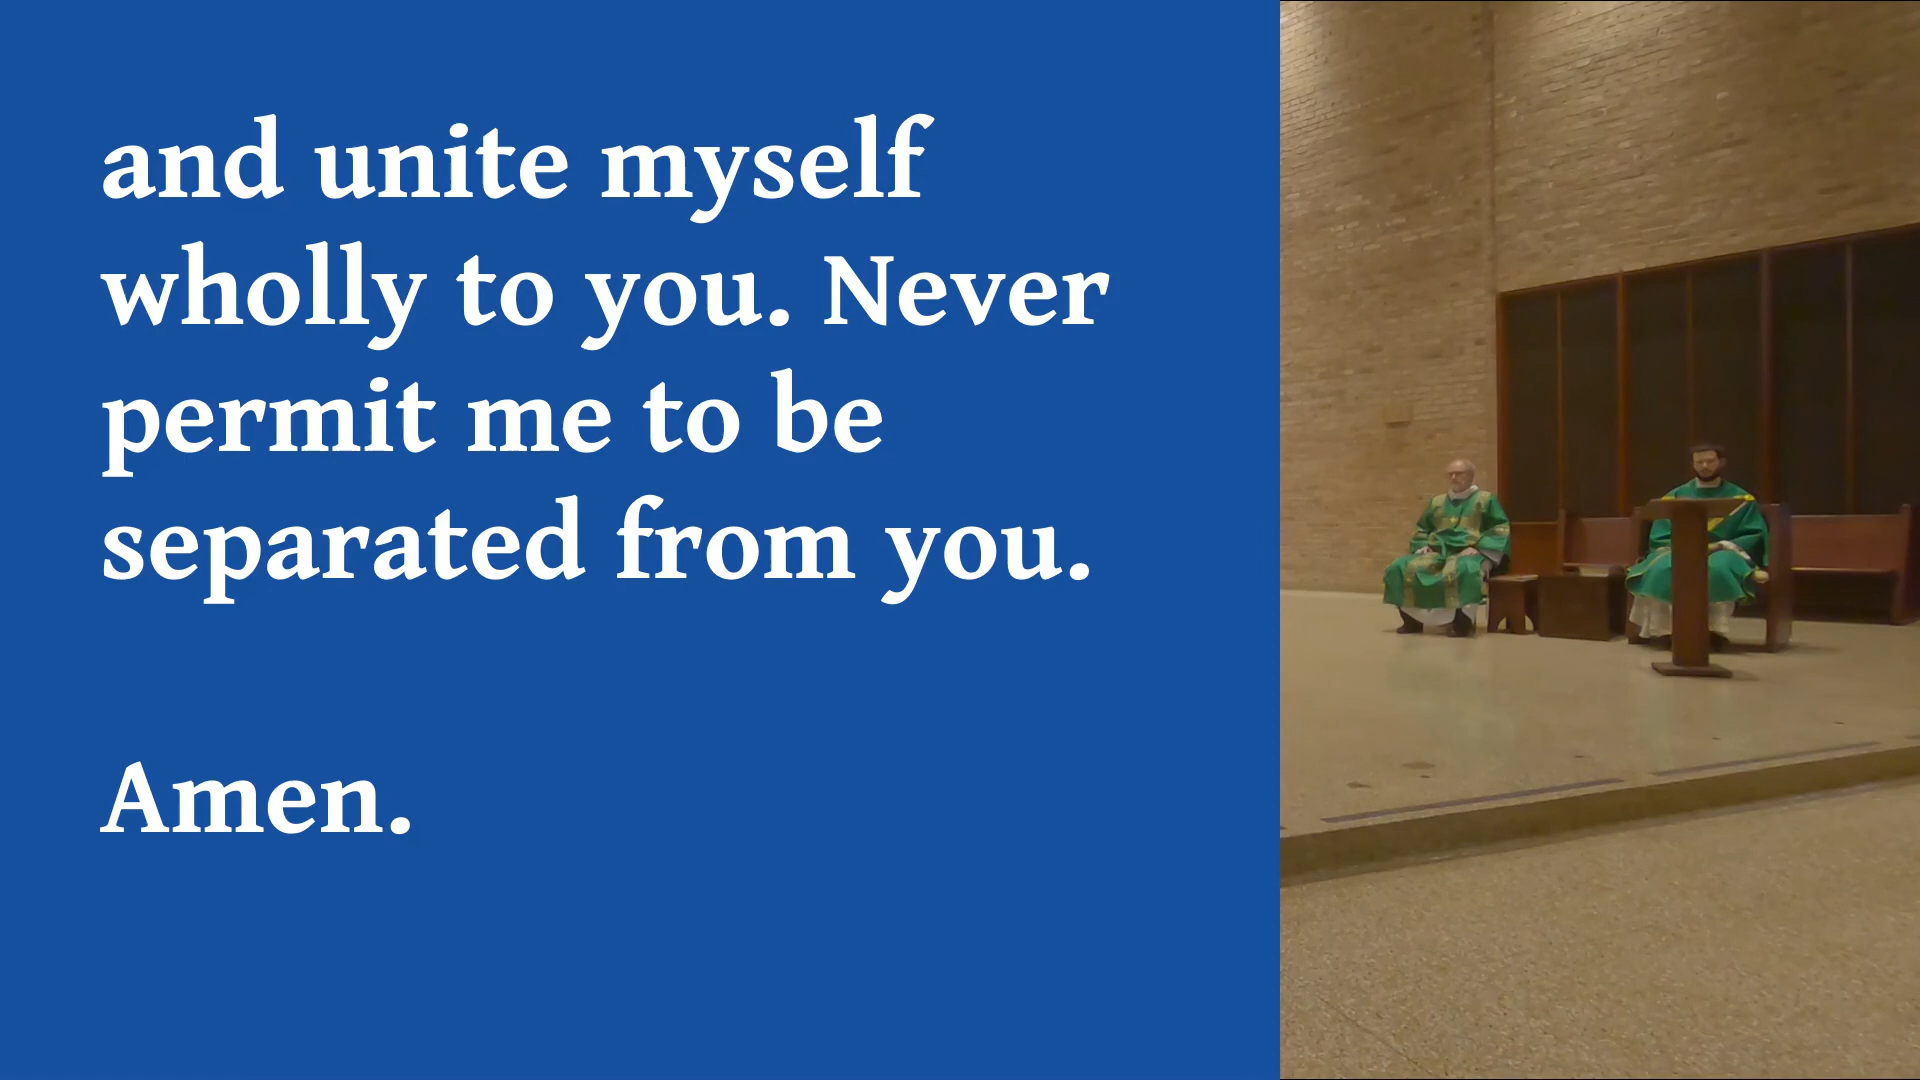 and unite myself
wholly to you. Never
permit me to be
separated from you.
Amen.